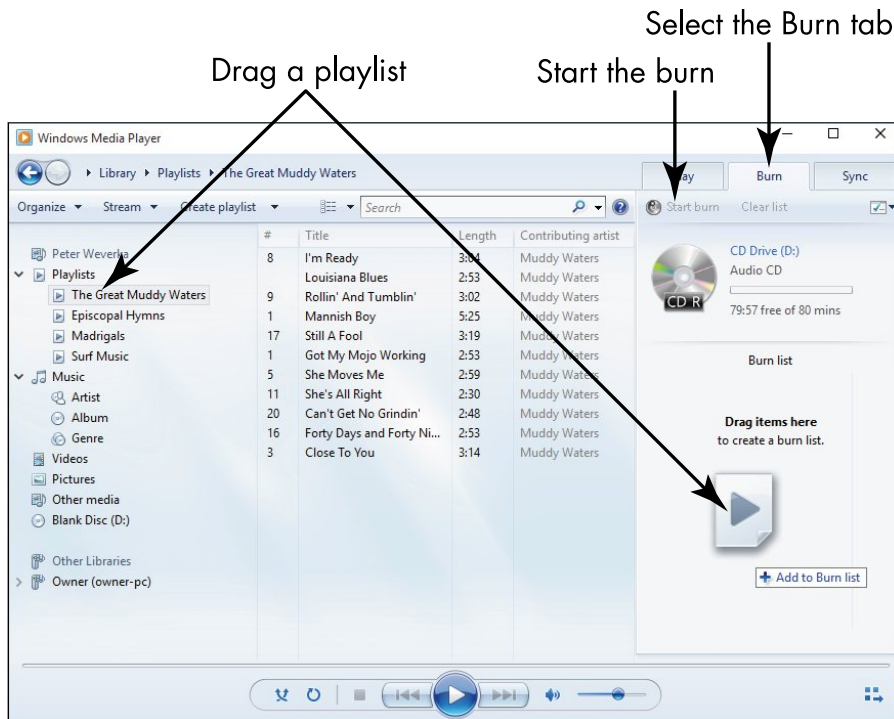 Select the Burn tab
Drag a playlist
Start the burn
Windows Media Player
Library Playlists The Great Muddy Waters
Play Burn Sync
Organize Stream Create playlist Search Start burn Clear list
# Title Length Contributing artist
8 I'm Ready 3:04 Muddy Waters
Louisiana Blues 2:53 Muddy Waters
9 Rollin' And Tumblin' 3:02 Muddy Waters
1 Mannish Boy 5:25 Muddy Waters
17 Still A Fool 3:19 Muddy Waters
1 Got My Mojo Working 2:53 Muddy Waters
5 She Moves Me 2:59 Muddy Waters
11 She's All Right 2:30 Muddy Waters
20 Can't Get No Grindin' 2:48 Muddy Waters
16 Forty Days and Forty Ni... 2:53 Muddy Waters
3 Close To You 3:14 Muddy Waters
Peter Weverka
Playlists
The Great Muddy Waters
Episcopal Hymns
Madrigals
Surf Music
Music
Artist
Album
Genre
Videos
Pictures
Other media
Blank Disc (D:)
Other Libraries
Owner (owner-pc)
CD Drive (D:)
Audio CD
CD R
79:57 free of 80 mins
Burn list
Drag items here
to create a burn list.
Add to Burn list